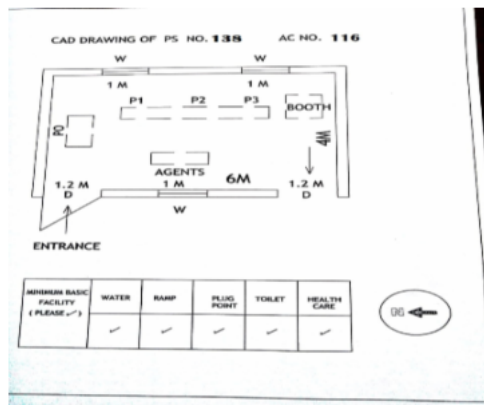 CAD DRAWING OF PS NO. 138 AC NO. 116
W W
1 M 1 M
P1 P2 P3 BOOTH
PO 4M
AGENTS
1.2 M 1 M 6M 1.2 M
D D
W
ENTRANCE
MINIMUM BASIC FACILITY (PLEASE ✓) WATER RAMP PLUG POINT TOILET HEALTH CARE
✓ ✓ ✓ ✓ ✓